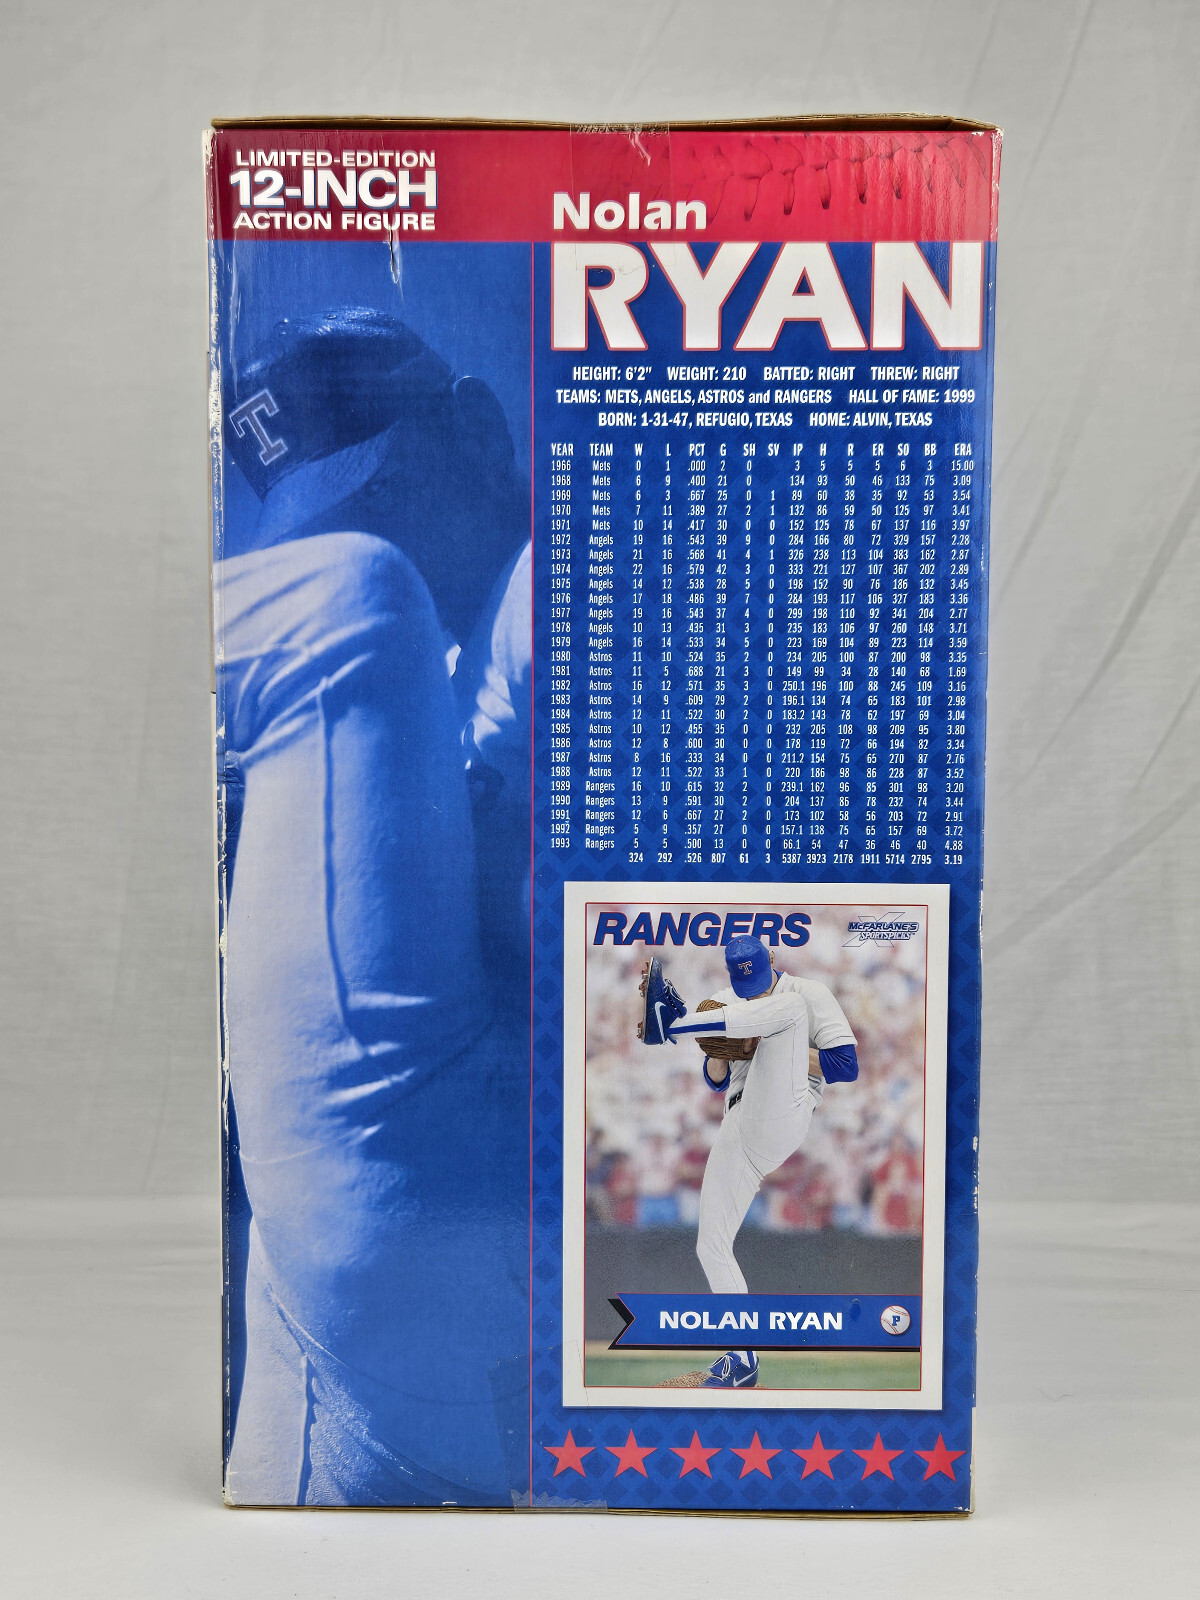 LIMITED-EDITION
12-INCH
ACTION FIGURE
Nolan
RYAN
HEIGHT: 6'2" WEIGHT: 210 BATTED: RIGHT THREW: RIGHT
TEAMS: METS, ANGELS, ASTROS and RANGERS HALL OF FAME: 1999
BORN: 1-31-47, REFUGIO, TEXAS HOME: ALVIN, TEXAS
YEAR TEAM W L PCT G SH SV IP H R ER SO BB ERA
1966 Mets 0 1 .000 2 0 3 5 5 5 6 3 15.00
1968 Mets 6 9 .400 21 0 134 93 50 46 133 75 3.09
1969 Mets 6 3 .667 25 0 1 89 60 38 35 92 53 3.54
1970 Mets 7 11 .389 27 2 1 132 86 59 50 125 97 3.41
1971 Mets 10 14 .417 30 0 0 152 125 78 67 137 116 3.97
1972 Angels 19 16 .543 39 9 0 284 166 80 72 329 157 2.28
1973 Angels 21 16 .568 41 4 1 326 238 113 104 383 162 2.87
1974 Angels 22 16 .579 42 3 0 333 221 127 107 367 202 2.89
1975 Angels 14 12 .538 28 5 0 198 152 90 76 186 132 3.45
1976 Angels 17 18 .486 39 7 0 284 193 117 106 327 183 3.36
1977 Angels 19 16 .543 37 4 0 299 198 110 92 341 204 2.77
1978 Angels 10 13 .435 31 3 0 235 183 106 97 260 148 3.71
1979 Angels 16 14 .533 34 5 0 223 169 104 89 223 114 3.59
1980 Astros 11 10 .524 35 2 0 234 205 100 87 200 98 3.35
1981 Astros 11 5 .688 21 3 0 149 99 34 28 140 68 1.69
1982 Astros 16 12 .571 35 3 0 250.1 196 100 88 245 109 3.16
1983 Astros 14 9 .609 29 2 0 196.1 134 74 65 183 101 2.98
1984 Astros 12 11 .522 30 2 0 183.2 143 78 62 197 69 3.04
1985 Astros 10 12 .455 35 0 0 232 205 108 98 209 95 3.80
1986 Astros 12 8 .600 30 0 0 178 119 72 66 194 82 3.34
1987 Astros 8 16 .333 34 0 0 211.2 154 75 65 270 87 2.76
1988 Astros 12 11 .522 33 1 0 220 186 98 86 228 87 3.52
1989 Rangers 16 10 .615 32 2 0 239.1 162 96 85 301 98 3.20
1990 Rangers 13 9 .591 30 2 0 204 137 86 78 232 74 3.44
1991 Rangers 12 6 .667 27 2 0 173 102 58 56 203 72 2.91
1992 Rangers 5 9 .357 27 0 0 157.1 138 75 65 157 69 3.72
1993 Rangers 5 5 .500 13 0 0 66.1 54 47 36 46 40 4.88
324 292 .526 807 61 3 5387 3923 2178 1911 5714 2795 3.19
T
RANGERS
McFARLANE'S
SPORTSPICKS
T
NOLAN RYAN
P